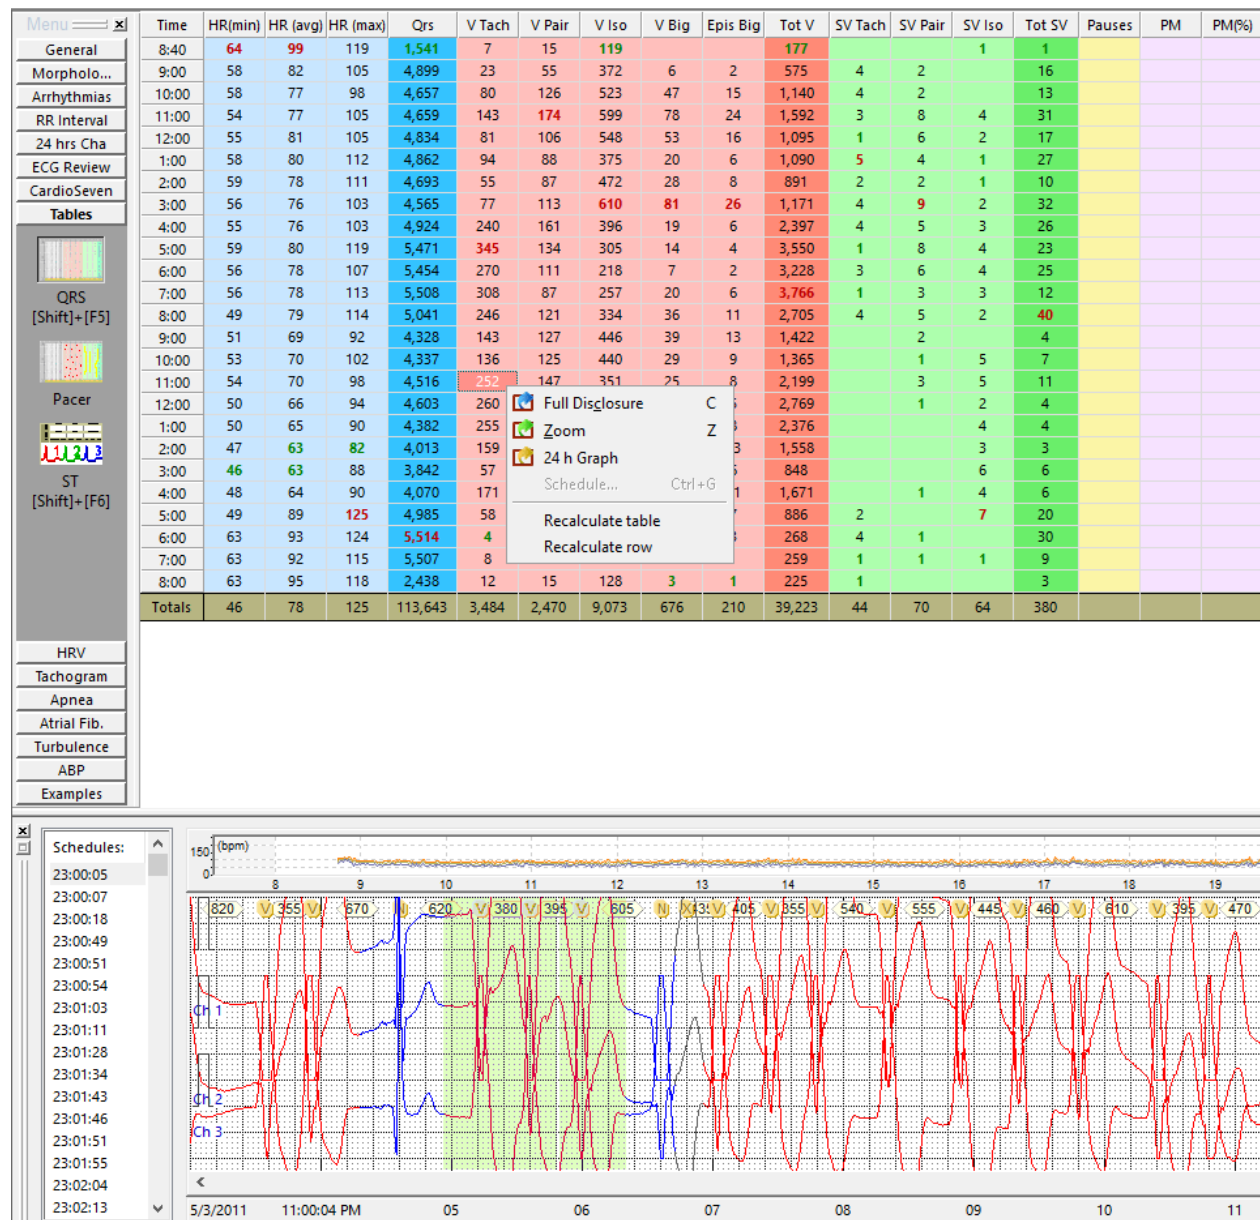 Menu
General
Morpholo...
Arrhythmias
RR Interval
24 hrs Cha
ECG Review
CardioSeven
Tables
QRS
[Shift]+[F5]
Pacer
ST
[Shift]+[F6]
HRV
Tachogram
Apnea
Atrial Fib.
Turbulence
ABP
Examples
Time HR(min) HR (avg) HR (max) Qrs V Tach V Pair V Iso V Big Epis Big Tot V SV Tach SV Pair SV Iso Tot SV Pauses PM PM(%)
8:40 64 99 119 1,541 7 15 119 177 1 1
9:00 58 82 105 4,899 23 55 372 6 2 575 4 2 16
10:00 58 77 98 4,657 80 126 523 47 15 1,140 4 2 13
11:00 54 77 105 4,659 143 174 599 78 24 1,592 3 8 4 31
12:00 55 81 105 4,834 81 106 548 53 16 1,095 1 6 2 17
1:00 58 80 112 4,862 94 88 375 20 6 1,090 5 4 1 27
2:00 59 78 111 4,693 55 87 472 28 8 891 2 2 1 10
3:00 56 76 103 4,565 77 113 610 81 26 1,171 4 9 2 32
4:00 55 76 103 4,924 240 161 396 19 6 2,397 4 5 3 26
5:00 59 80 119 5,471 345 134 305 14 4 3,550 1 8 4 23
6:00 56 78 107 5,454 270 111 218 7 2 3,228 3 6 4 25
7:00 56 78 113 5,508 308 87 257 20 6 3,766 1 3 3 12
8:00 49 79 114 5,041 246 121 334 36 11 2,705 4 5 2 40
9:00 51 69 92 4,328 143 127 446 39 13 1,422 2 4
10:00 53 70 102 4,337 136 125 440 29 9 1,365 1 5 7
11:00 54 70 98 4,516 252 147 351 25 8 2,199 3 5 11
12:00 50 66 94 4,603 260 2,769 1 2 4
1:00 50 65 90 4,382 255 2,376 4 4
2:00 47 63 82 4,013 159 1,558 3 3
3:00 46 63 88 3,842 57 848 6 6
4:00 48 64 90 4,070 171 1,671 1 4 6
5:00 49 89 125 4,985 58 886 2 7 20
6:00 63 93 124 5,514 4 268 4 1 30
7:00 63 92 115 5,507 8 259 1 1 1 9
8:00 63 95 118 2,438 12 15 128 3 1 225 1 3
Totals 46 78 125 113,643 3,484 2,470 9,073 676 210 39,223 44 70 64 380
Full Disclosure C
Zoom Z
24 h Graph
Schedule... Ctrl+G
Recalculate table
Recalculate row
Schedules:
23:00:05
23:00:07
23:00:18
23:00:49
23:00:51
23:00:54
23:01:03
23:01:11
23:01:28
23:01:34
23:01:43
23:01:46
23:01:51
23:01:55
23:02:04
23:02:13
150
(bpm)
0
8 9 10 11 12 13 14 15 16 17 18 19
820 V 355 V 570 N 620 V 380 V 395 V 605 N X V 405 V 355 V 540 V 555 V 445 V 460 V 610 V 395 V 470
Ch 1
Ch 2
Ch 3
5/3/2011 11:00:04 PM 05 06 07 08 09 10 11